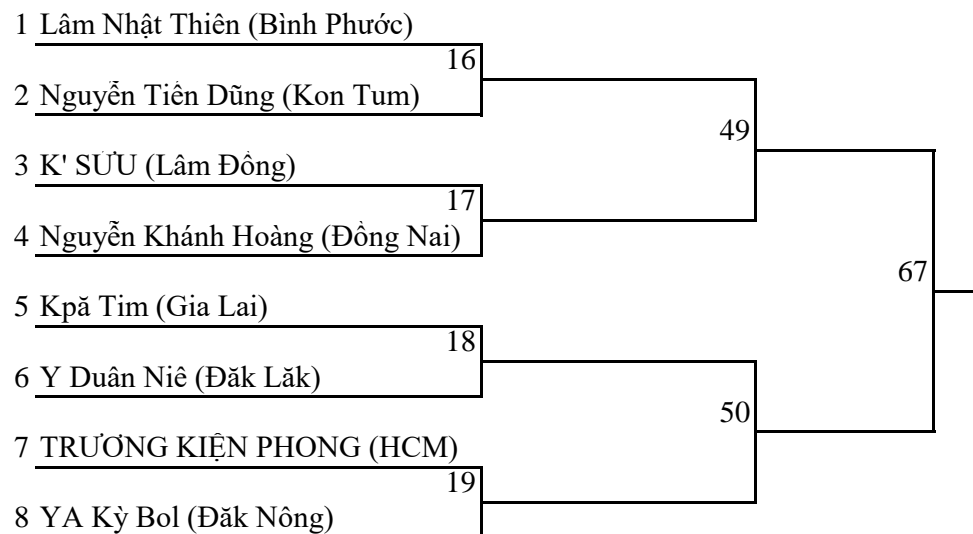 1 Lâm Nhật Thiên (Bình Phước)
16
2 Nguyễn Tiến Dũng (Kon Tum)
49
3 K' SỬU (Lâm Đồng)
17
4 Nguyễn Khánh Hoàng (Đồng Nai)
67
5 Kpă Tim (Gia Lai)
18
6 Y Duân Niê (Đăk Lăk)
50
7 TRƯƠNG KIỆN PHONG (HCM)
19
8 YA Kỳ Bol (Đăk Nông)